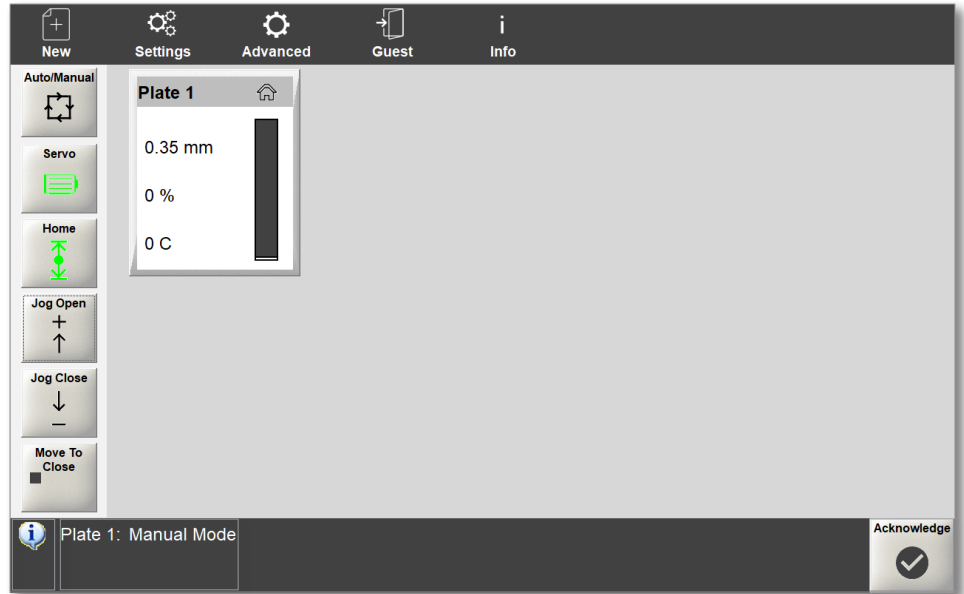 New
Settings
Advanced
Guest
Info
Auto/Manual
Servo
Home
Jog Open
Jog Close
Move To
Close
Plate 1
0.35 mm
0 %
0 C
Plate 1: Manual Mode
Acknowledge